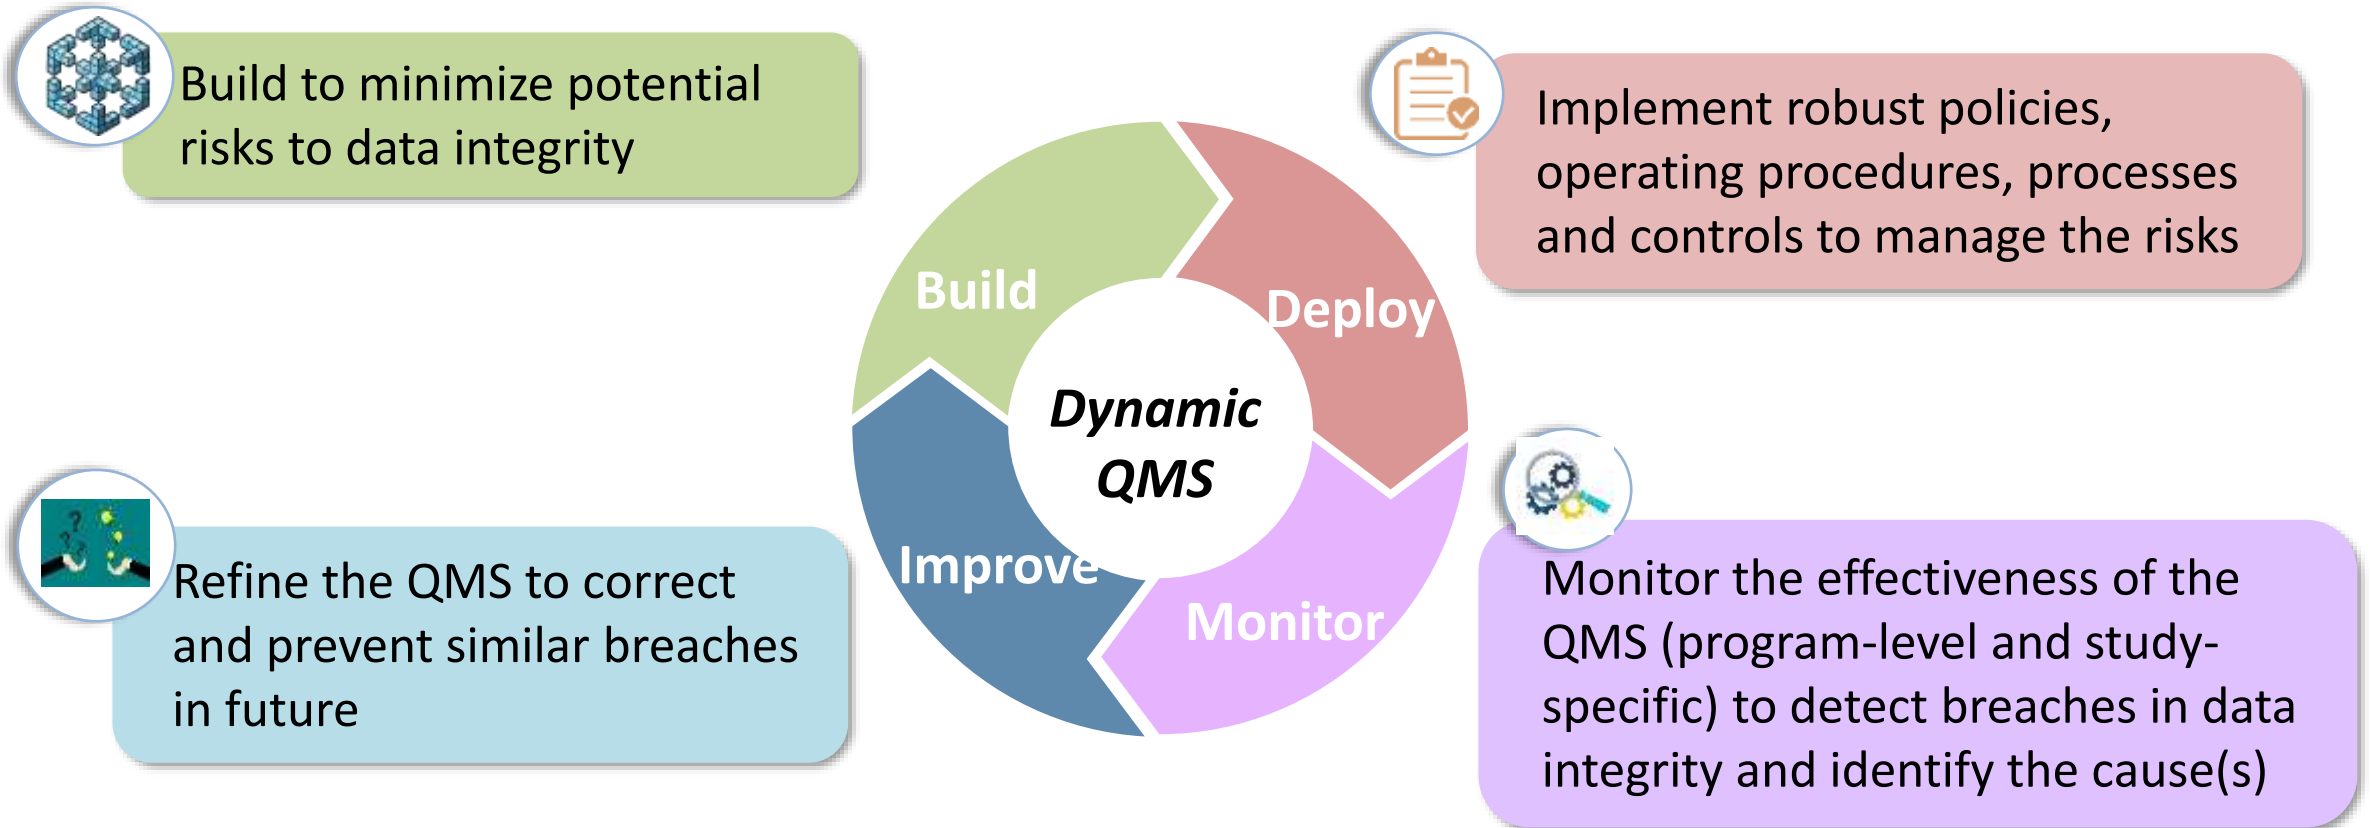 Build to minimize potential
risks to data integrity
Implement robust policies,
operating procedures, processes
and controls to manage the risks
Build
Deploy
Dynamic
QMS
Improve
Monitor
Refine the QMS to correct
and prevent similar breaches
in future
Monitor the effectiveness of the
QMS (program-level and study-
specific) to detect breaches in data
integrity and identify the cause(s)